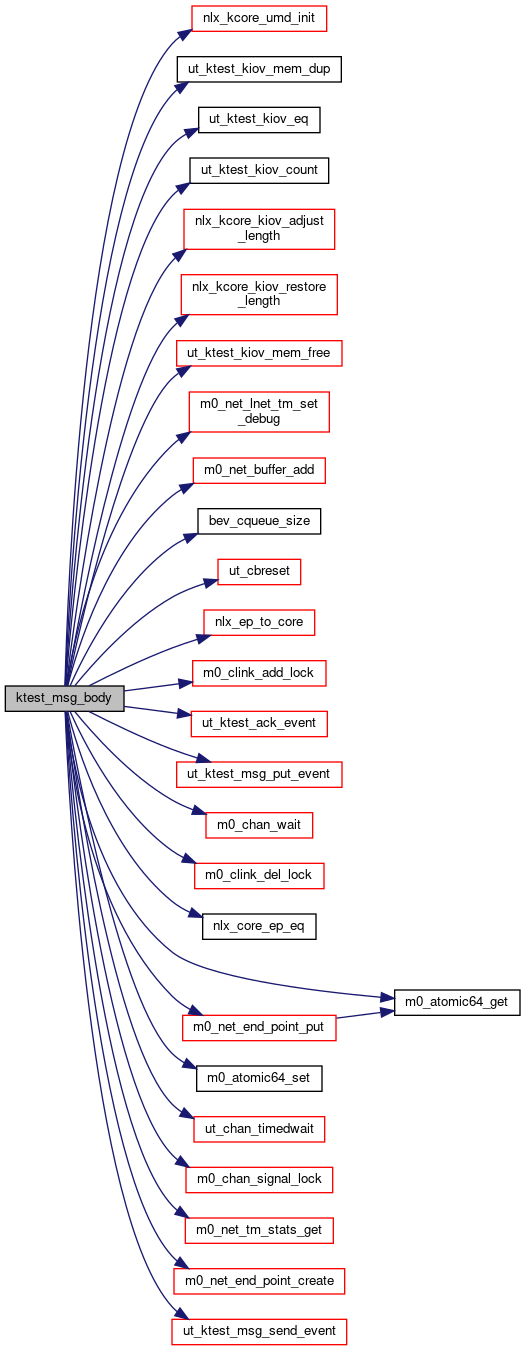 nlx_kcore_umd_init
ut_ktest_kiov_mem_dup
ut_ktest_kiov_eq
ut_ktest_kiov_count
nlx_kcore_kiov_adjust
_length
nlx_kcore_kiov_restore
_length
ut_ktest_kiov_mem_free
m0_net_lnet_tm_set
_debug
m0_net_buffer_add
bev_cqueue_size
ut_cbreset
nlx_ep_to_core
m0_clink_add_lock
ktest_msg_body
ut_ktest_ack_event
ut_ktest_msg_put_event
m0_chan_wait
m0_clink_del_lock
nlx_core_ep_eq
m0_atomic64_get
m0_net_end_point_put
m0_atomic64_set
ut_chan_timedwait
m0_chan_signal_lock
m0_net_tm_stats_get
m0_net_end_point_create
ut_ktest_msg_send_event